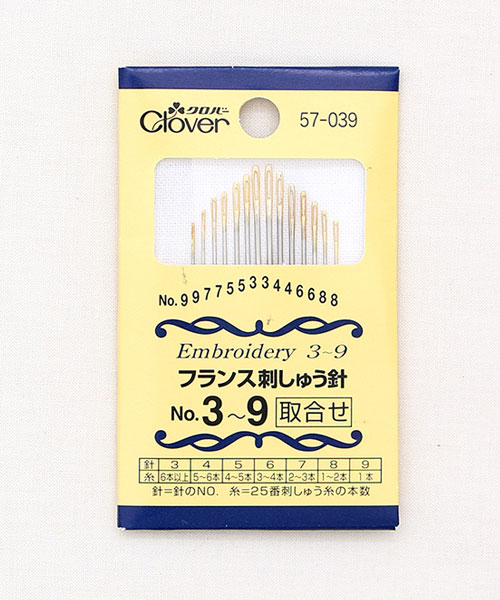 クロバー
Clover
57-039
No.99775533446688
Embroidery 3~9
フランス刺しゅう針
No.3～9 取合せ
針 3 4 5 6 7 8 9
糸 6本以上 5～6本 4～5本 3～4本 2～3本 1～2本 1本
針=針のNO. 糸=25番刺しゅう糸の本数